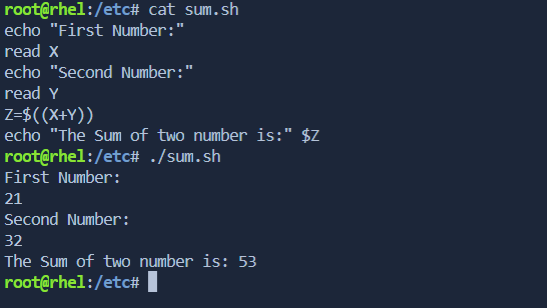 root@rhel:/etc# cat sum.sh
echo "First Number:"
read X
echo "Second Number:"
read Y
Z=$((X+Y))
echo "The Sum of two number is:" $Z
root@rhel:/etc# ./sum.sh
First Number:
21
Second Number:
32
The Sum of two number is: 53
root@rhel:/etc#